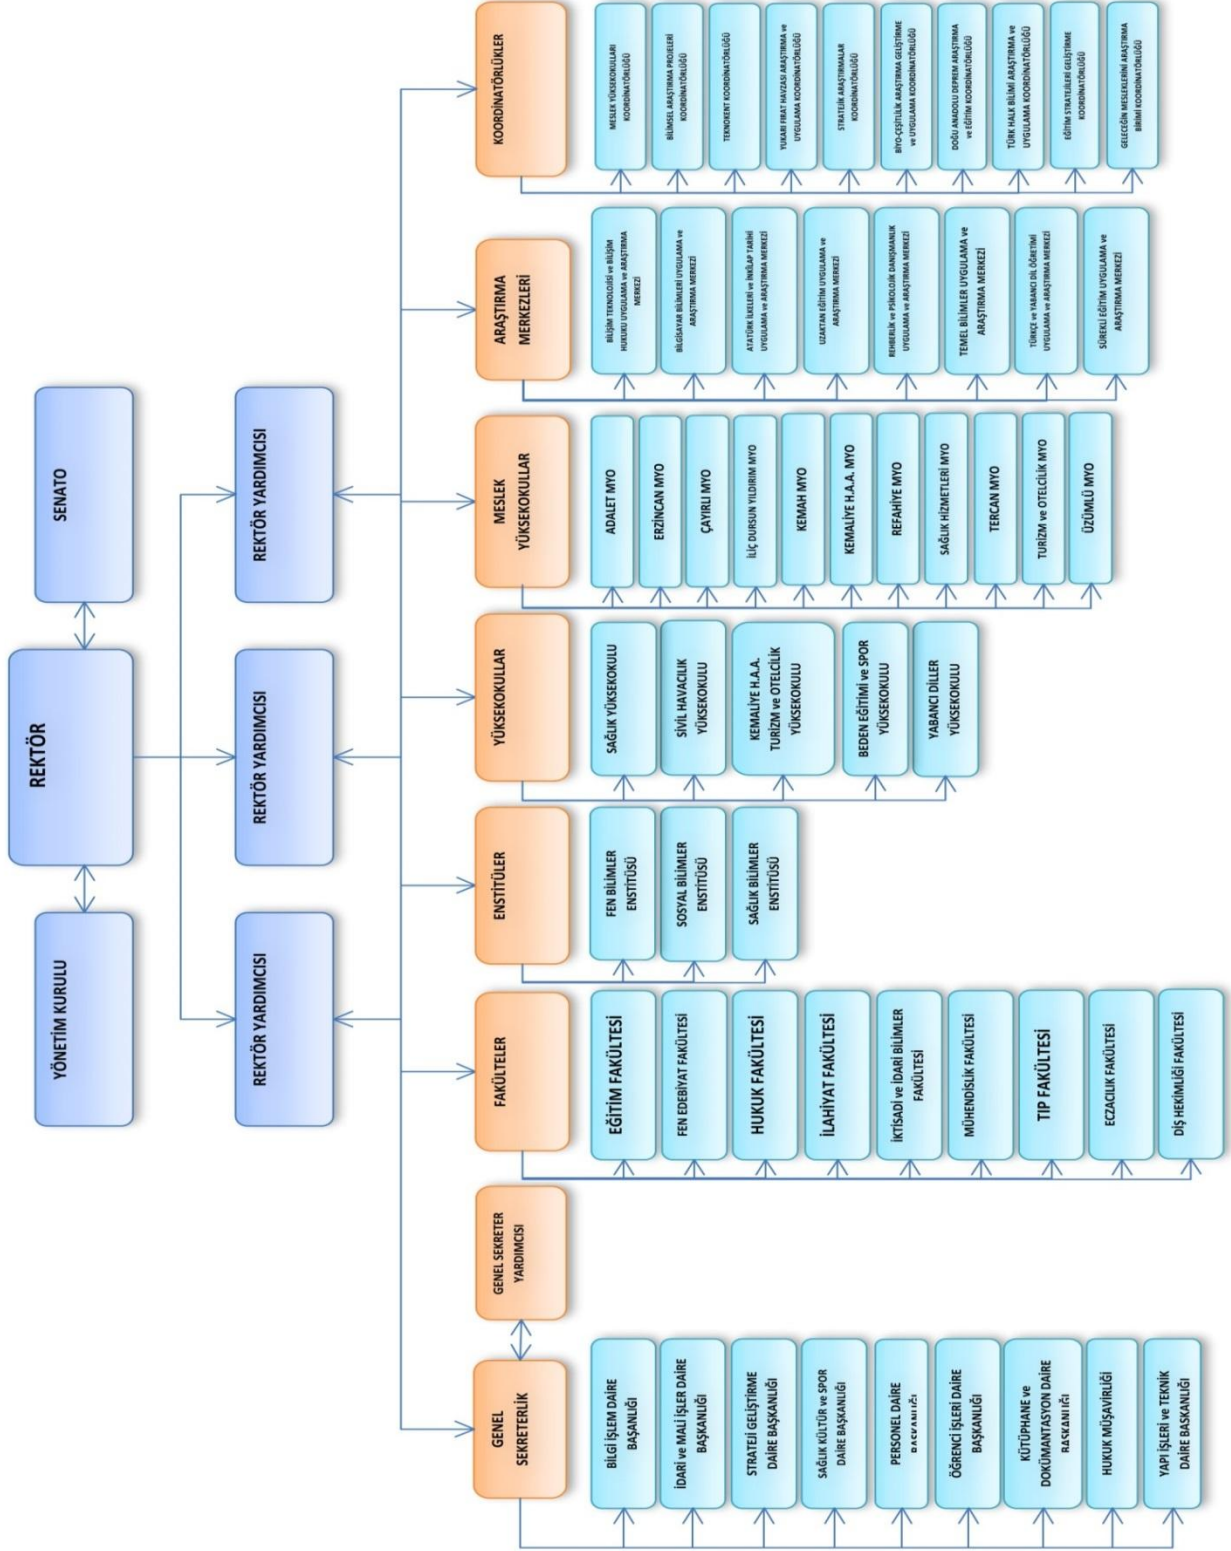 YÖNETİM KURULU
REKTÖR
SENATO
REKTÖR YARDIMCISI
REKTÖR YARDIMCISI
REKTÖR YARDIMCISI
GENEL
SEKRETERLİK
GENEL SEKRETER
YARDIMCISI
FAKÜLTELER
ENSTİTÜLER
YÜKSEKOKULLAR
MESLEK
YÜKSEKOKULLAR
ARAŞTIRMA
MERKEZLERİ
KOORDİNATÖRLÜKLER
BİLGİ İŞLEM DAİRE
BAŞANLIĞI
İDARİ ve MALİ İŞLER DAİRE
BAŞKANLIĞI
STRATEJİ GELİŞTİRME
DAİRE BAŞKANLIĞI
SAĞLIK KÜLTÜR ve SPOR
DAİRE BAŞKANLIĞI
PERSONEL DAİRE
BAŞKANLIĞI
ÖĞRENCİ İŞLERİ DAİRE
BAŞKANLIĞI
KÜTÜPHANE ve
DOKÜMANTASYON DAİRE
BAŞKANLIĞI
HUKUK MÜŞAVİRLİĞİ
YAPI İŞLERİ ve TEKNİK
DAİRE BASKANLIĞI
EĞİTİM FAKÜLTESİ
FEN EDEBİYAT FAKÜLTESİ
HUKUK FAKÜLTESİ
İLAHİYAT FAKÜLTESİ
İKTİSADİ ve İDARİ BİLİMLER
FAKÜLTESİ
MÜHENDİSLİK FAKÜLTESİ
TIP FAKÜLTESİ
ECZACILIK FAKÜLTESİ
DİŞ HEKİMLİĞİ FAKÜLTESİ
FEN BİLİMLER
ENSTİTÜSÜ
SOSYAL BİLİMLER
ENSTİTÜSÜ
SAĞLIK BİLİMLER
ENSTİTÜSÜ
SAĞLIK YÜKSEKOKULU
SİVİL HAVACILIK
YÜKSEKOKULU
KEMALİYE H.A.A.
TURİZM ve OTELCİLİK
YÜKSEKOKULU
BEDEN EĞİTİMİ ve SPOR
YÜKSEKOKULU
YABANCI DİLLER
YÜKSEKOKULU
ADALET MYO
ERZİNCAN MYO
ÇAYIRLI MYO
İLİÇ DURSUN YILDIRIM MYO
KEMAH MYO
KEMALİYE H.A.A. MYO
REFAHİYE MYO
SAĞLIK HİZMETLERİ MYO
TERCAN MYO
TURİZM ve OTELCİLİK MYO
ÜZÜMLÜ MYO
BİLİŞİM TEKNOLOJİSİ ve BİLİŞİM
HUKUKU UYGULAMA ve ARAŞTIRMA
MERKEZİ
BİLGİSAYAR BİLİMLERİ UYGULAMA ve
ARAŞTIRMA MERKEZİ
ATATÜRK İLKELERİ ve İNKILAP TARİHİ
UYGULAMA ve ARAŞTIRMA MERKEZİ
UZAKTAN EĞİTİM UYGULAMA ve
ARAŞTIRMA MERKEZİ
REHBERLİK ve PSİKOLOJİK DANIŞMANLIK
UYGULAMA ve ARAŞTIRMA MERKEZİ
TEMEL BİLİMLER UYGULAMA ve
ARAŞTIRMA MERKEZİ
TÜRKÇE ve YABANCI DİL ÖĞRETİMİ
UYGULAMA ve ARAŞTIRMA MERKEZİ
SÜREKLİ EĞİTİM UYGULAMA ve
ARAŞTIRMA MERKEZİ
MESLEK YÜKSEKOKULLARI
KOORDİNATÖRLÜĞÜ
BİLİMSEL ARAŞTIRMA PROJELERİ
KOORDİNATÖRLÜĞÜ
TEKNOKENT KOORDİNATÖRLÜĞÜ
YUKARI FIRAT HAVZASI ARAŞTIRMA ve
UYGULAMA KOORDİNATÖRLÜĞÜ
STRATEJİK ARAŞTIRMALAR
KOORDİNATÖRLÜĞÜ
BİYO-ÇEŞİTLİLİK ARAŞTIRMA GELİŞTİRME
ve UYGULAMA KOORDİNATÖRLÜĞÜ
DOĞU ANADOLU DEPREM ARAŞTIRMA
ve EĞİTİM KOORDİNATÖRLÜĞÜ
TÜRK HALK BİLİMİ ARAŞTIRMA ve
UYGULAMA KOORDİNATÖRLÜĞÜ
EĞİTİM STRATEJİLERİ GELİŞTİRME
KOORDİNATÖRLÜĞÜ
GELECEĞİN MESLEKLERİNİ ARAŞTIRMA
BİRİMİ KOORDİNATÖRLÜĞÜ